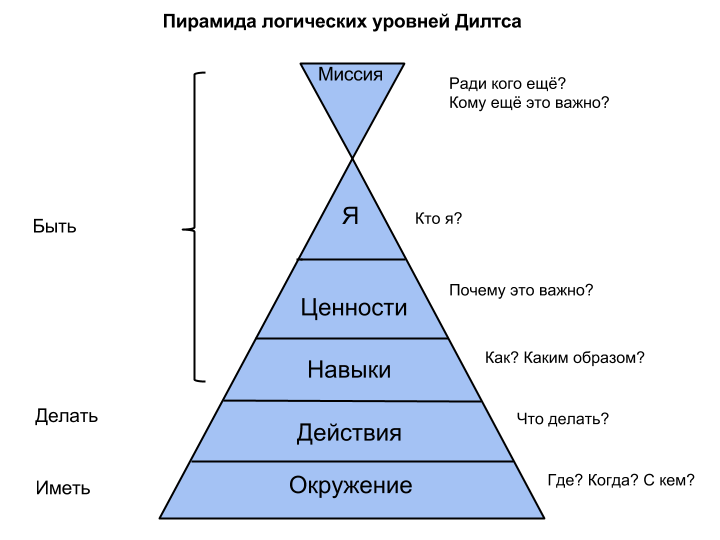 Пирамида логических уровней Дилтса
Миссия
Ради кого ещё?
Кому ещё это важно?
Быть
Я
Кто я?
Ценности
Почему это важно?
Навыки
Как? Каким образом?
Делать
Действия
Что делать?
Иметь
Окружение
Где? Когда? С кем?